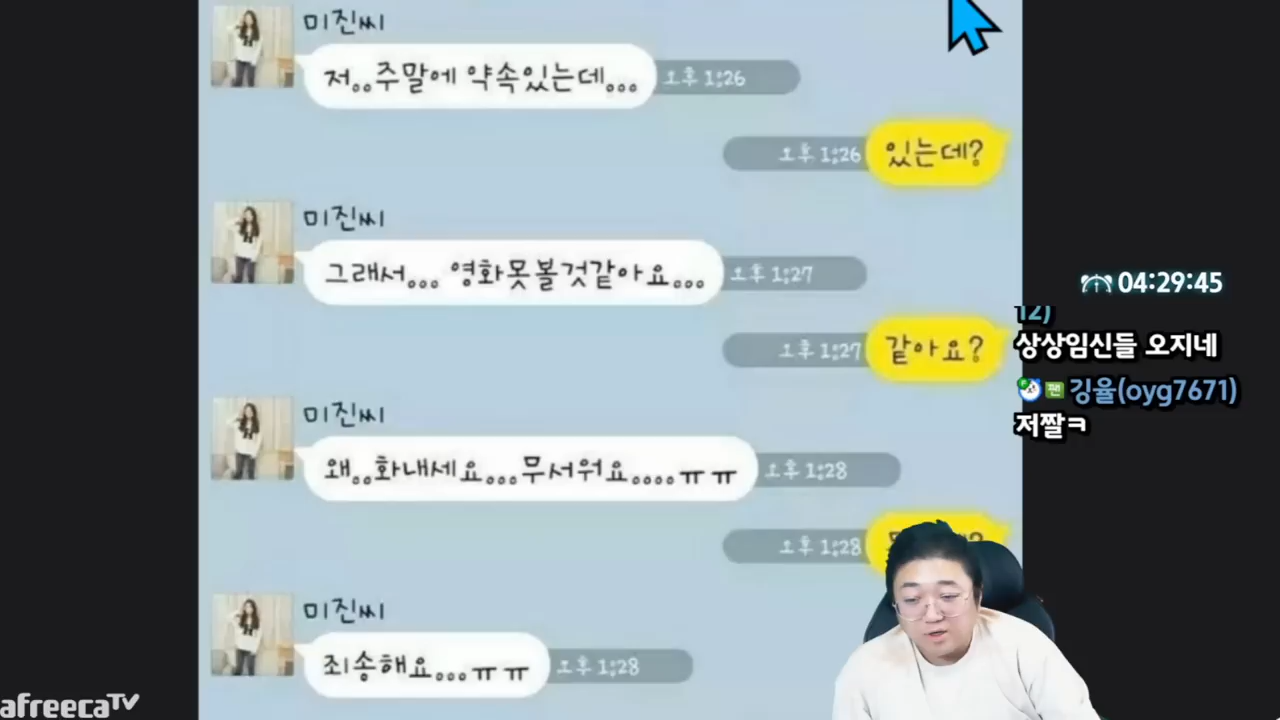 미진씨
저..주말에 약속있는데...
오후 1:26
오후 1:26
있는데?
미진씨
그래서... 영화못볼것같아요...
오후 1:27
오후 1:27
같아요?
미진씨
왜..화내세요...무서워요....ㅠㅠ
오후 1:28
오후 1:28
미진씨
죄송해요...ㅠㅠ
오후 1:28
04:29:45
12)
상상임신들 오지네
팬 깅율(oyg7671)
저짤ㅋ
afreecaTV